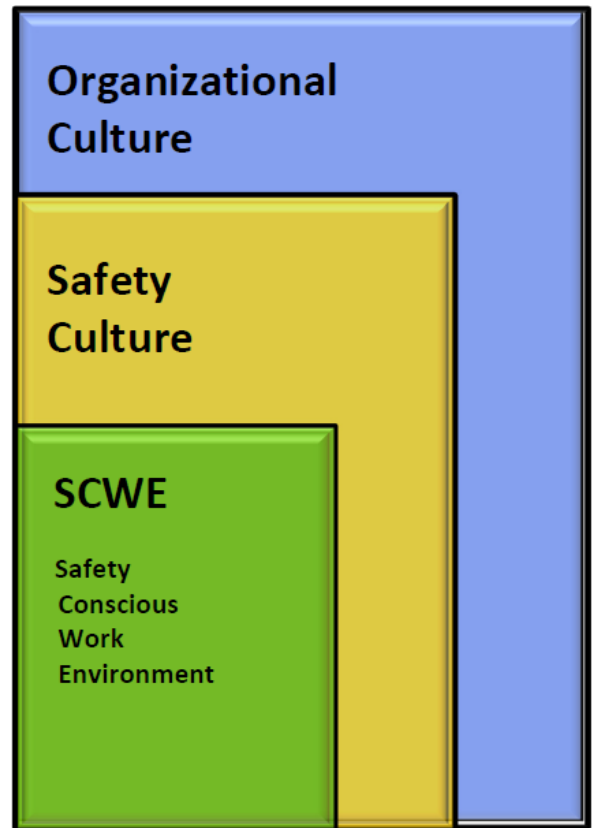 Organizational
Culture
Safety
Culture
SCWE
Safety
Conscious
Work
Environment